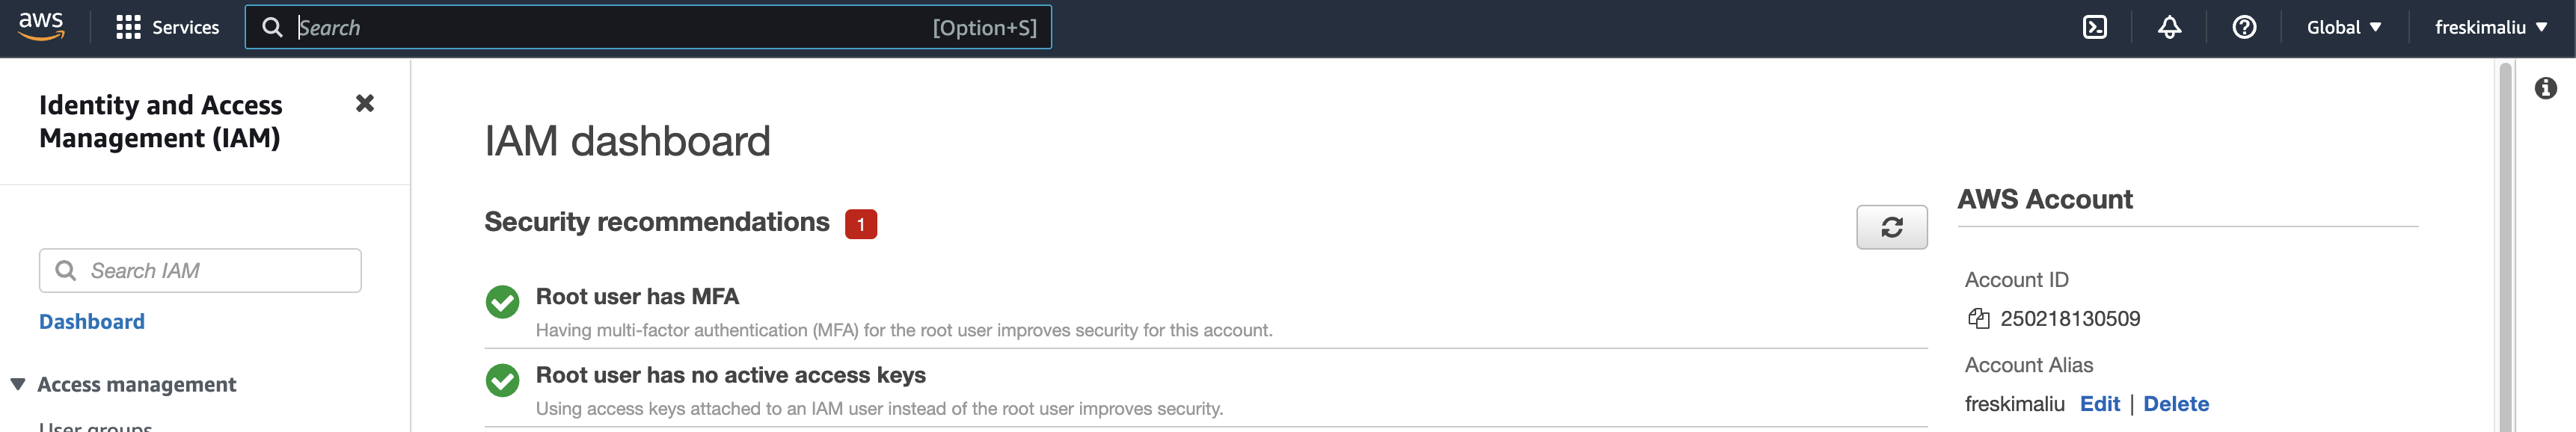 aws
Services
Search
[Option+S]
Global
freskimaliu
Identity and Access
Management (IAM)
Search IAM
Dashboard
Access management
User groups
IAM dashboard
Security recommendations 1
Root user has MFA
Having multi-factor authentication (MFA) for the root user improves security for this account.
Root user has no active access keys
Using access keys attached to an IAM user instead of the root user improves security.
AWS Account
Account ID
250218130509
Account Alias
freskimaliu Edit | Delete